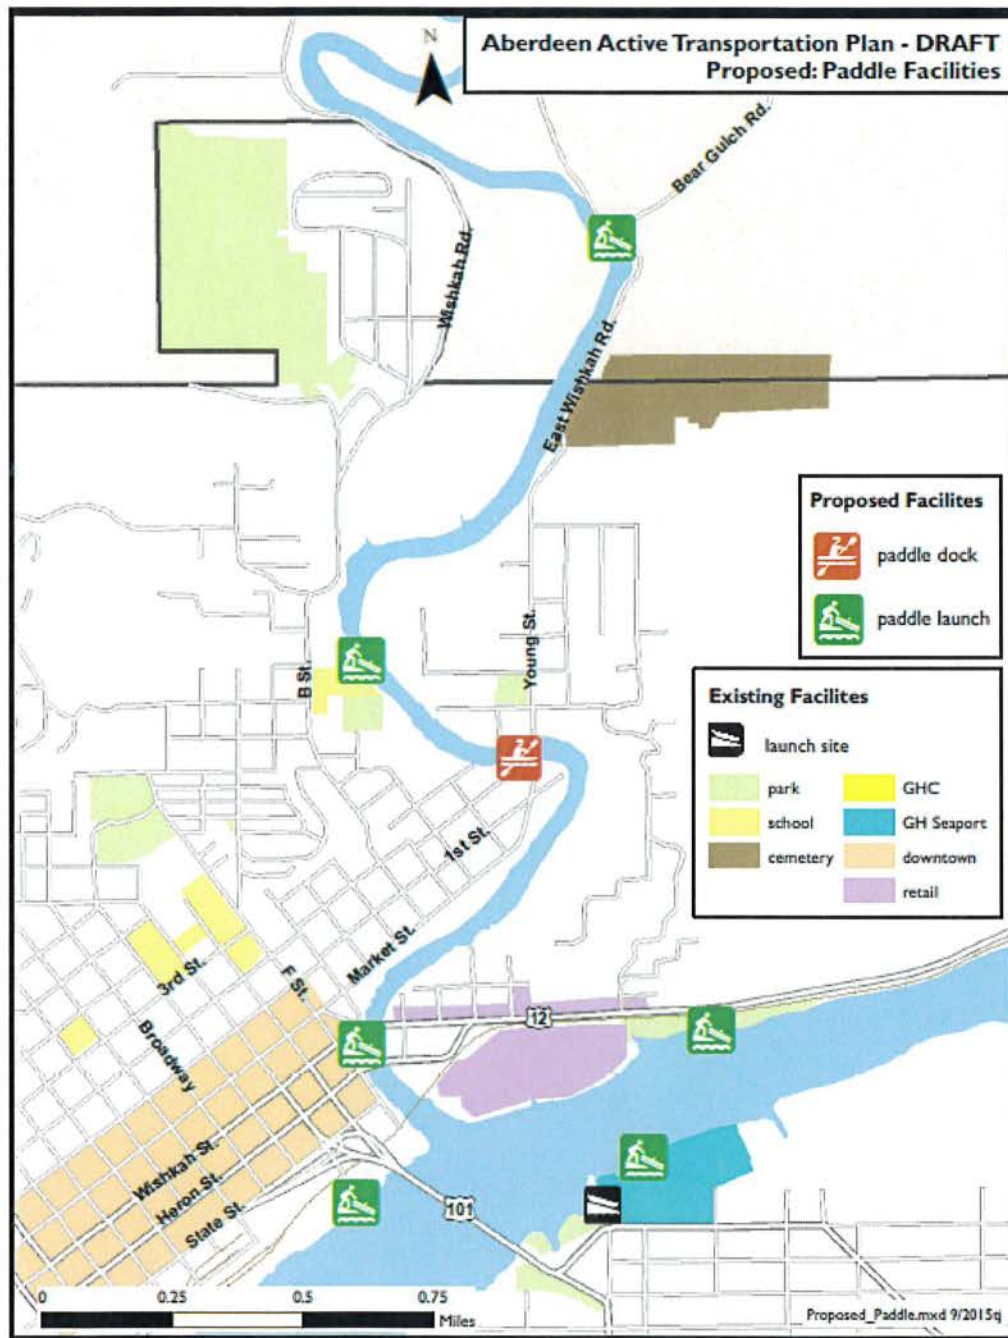 Aberdeen Active Transportation Plan - DRAFT
Proposed: Paddle Facilities
N
Bear Gulch Rd.
Wishkah Rd.
East Wishkah Rd.
Proposed Facilites
paddle dock
paddle launch
B St.
Young St.
Existing Facilites
launch site
park
GHC
school
GH Seaport
cemetery
downtown
retail
1st St.
Market St.
3rd St.
F St.
12
Broadway
Wishkah St.
Heron St.
State St.
101
0 0.25 0.5 0.75
Miles
Proposed_Paddle.mxd 9/2015tj